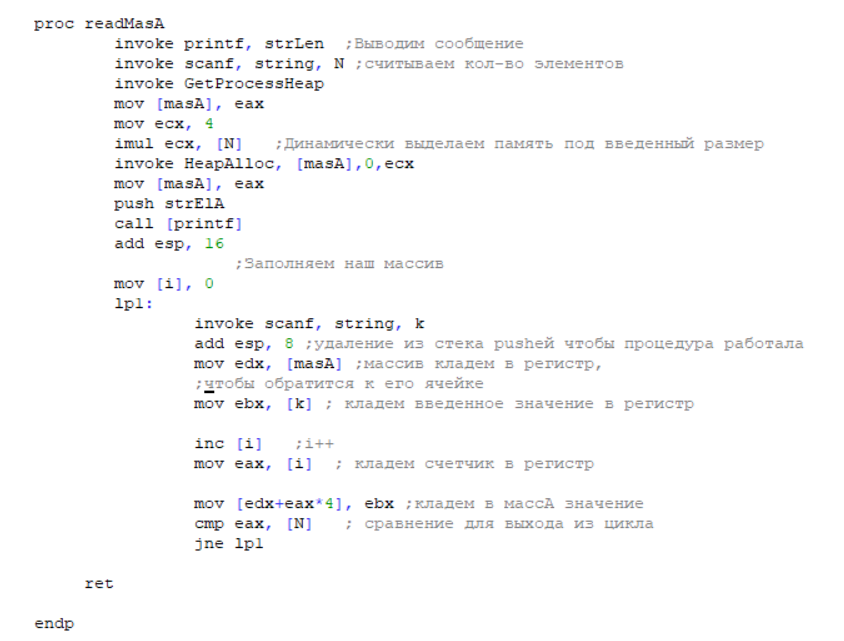 proc readMasA
invoke printf, strLen ;Выводим сообщение
invoke scanf, string, N ;считываем кол-во элементов
invoke GetProcessHeap
mov [masA], eax
mov ecx, 4
imul ecx, [N] ;Динамически выделаем память под введенный размер
invoke HeapAlloc, [masA],0,ecx
mov [masA], eax
push strElA
call [printf]
add esp, 16
;Заполняем наш массив
mov [i], 0
lp1:
invoke scanf, string, k
add esp, 8 ;удаление из стека pushей чтобы процедура работала
mov edx, [masA] ;массив кладем в регистр,
;чтобы обратится к его ячейке
mov ebx, [k] ; кладем введенное значение в регистр
inc [i] ;i++
mov eax, [i] ; кладем счетчик в регистр
mov [edx+eax*4], ebx ;кладем в массА значение
cmp eax, [N] ; сравнение для выхода из цикла
jne lp1
ret
endp